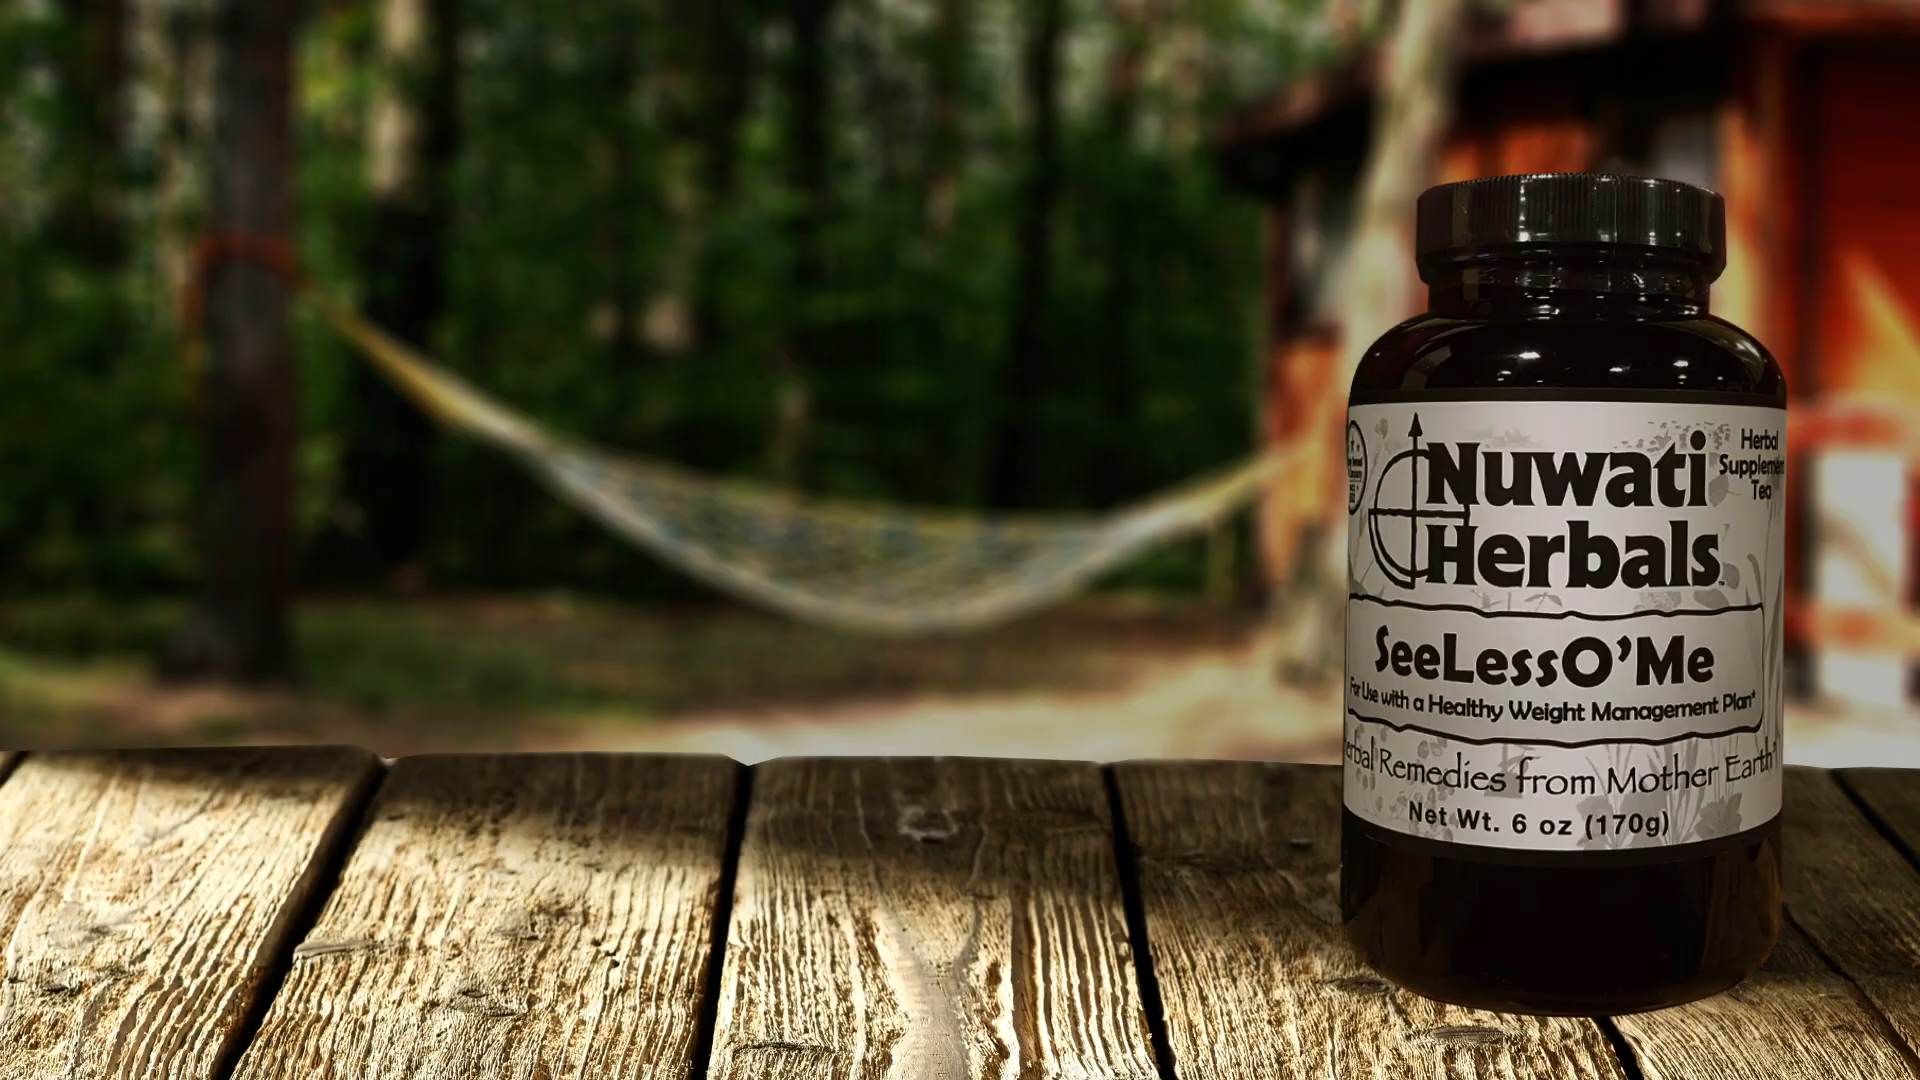 Nuwati
Herbals
Herbal
Supplement
Tea
SeeLessO'Me
For Use with a Healthy Weight Management Plan*
Herbal Remedies from Mother Earth
Net Wt. 6 oz (170g)